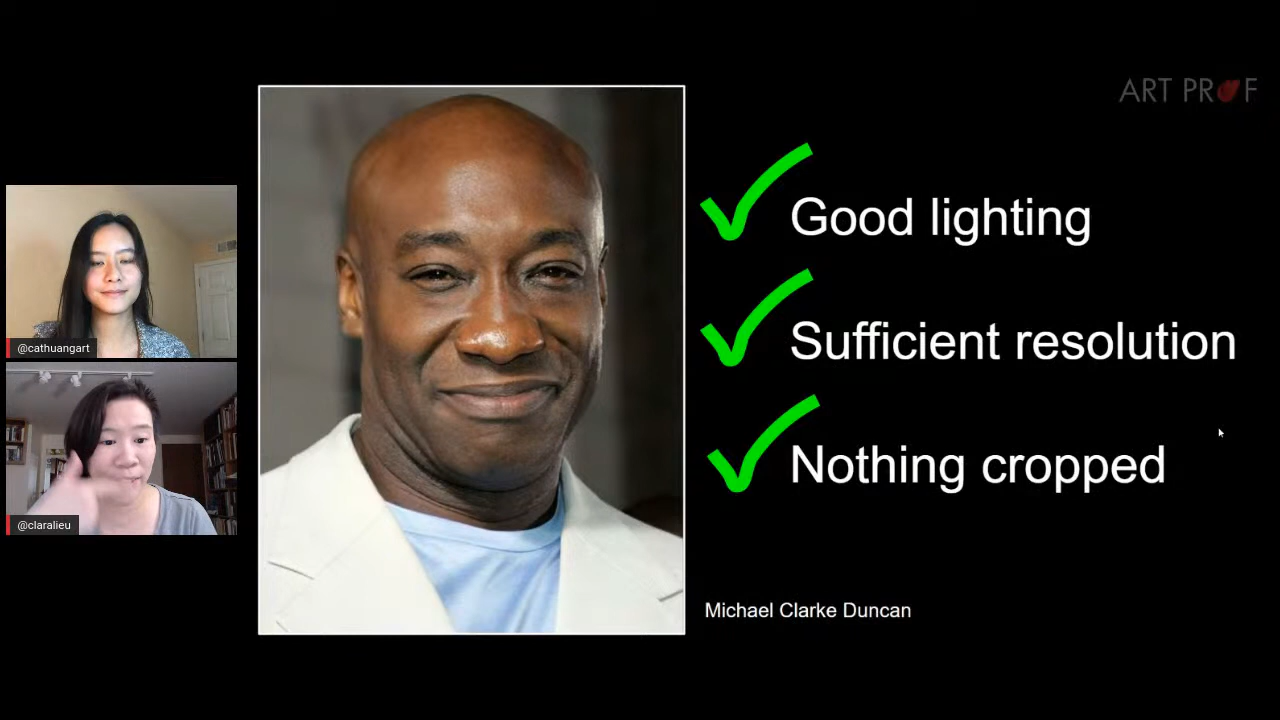 ART PROF
Good lighting
Sufficient resolution
Nothing cropped
@cathuangart
@claralieu
Michael Clarke Duncan